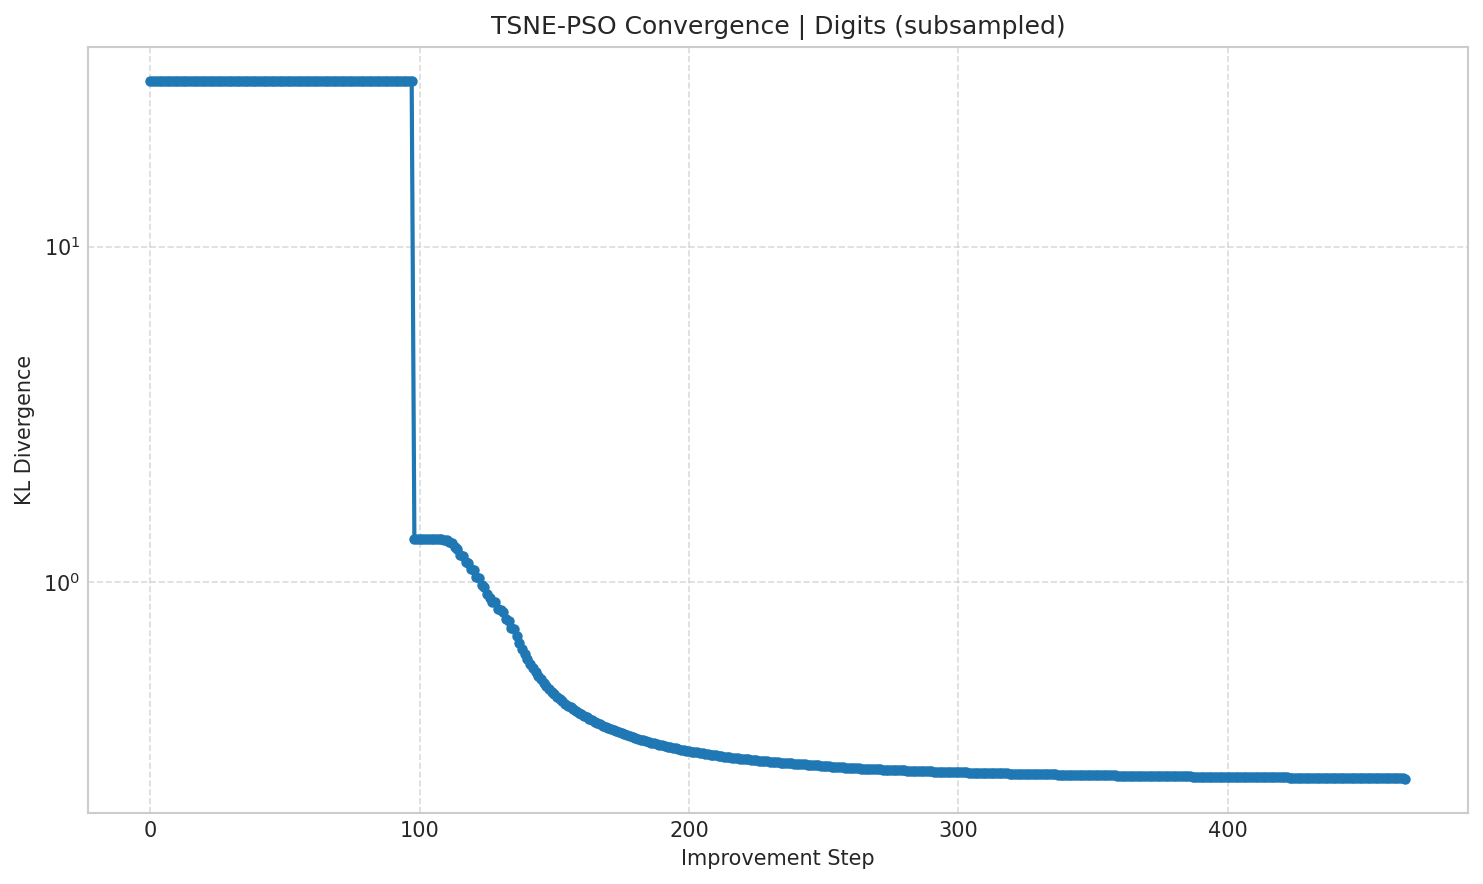 TSNE-PSO Convergence | Digits (subsampled)
KL Divergence
10¹
10⁰
0 100 200 300 400
Improvement Step